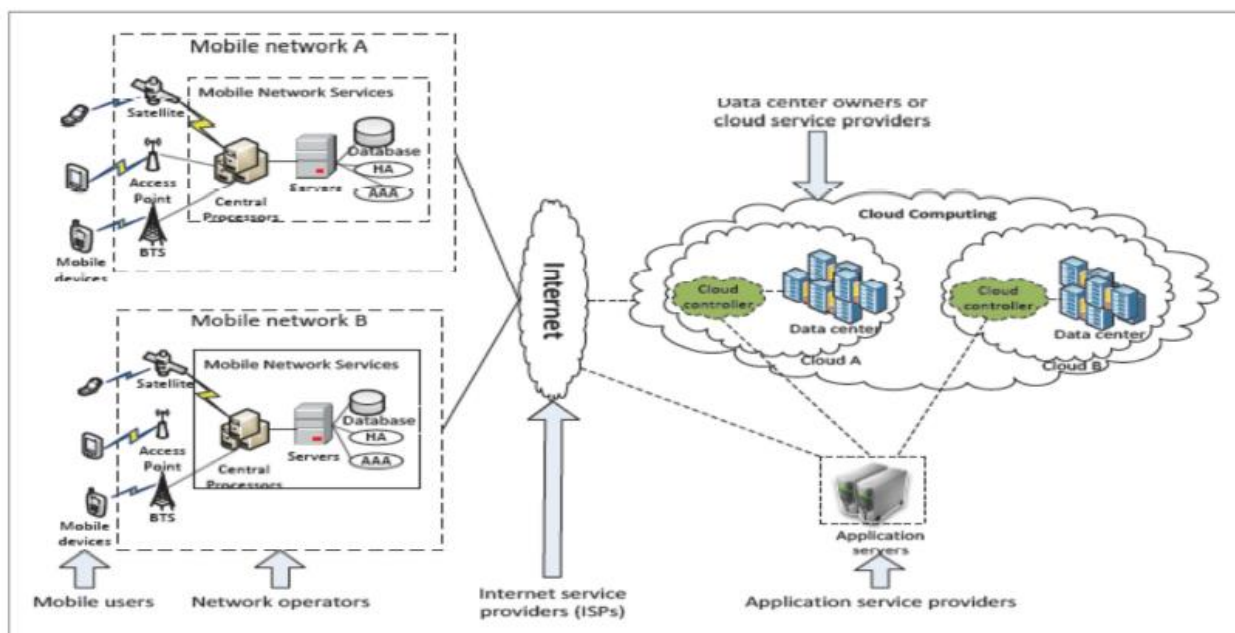 Mobile network A
Mobile Network Services
Satellite
Database
HA
AAA
Servers
Access
Point
Central
Processors
BTS
Mobile
devices
Mobile network B
Mobile Network Services
Satellite
Database
HA
AAA
Servers
Access
Point
Central
Processors
BTS
Mobile
devices
Mobile users
Network operators
Internet
Internet service
providers (ISPs)
Data center owners or
cloud service providers
Cloud Computing
Cloud
controller
Data center
Cloud A
Cloud
controller
Data center
Cloud B
Application
servers
Application service providers